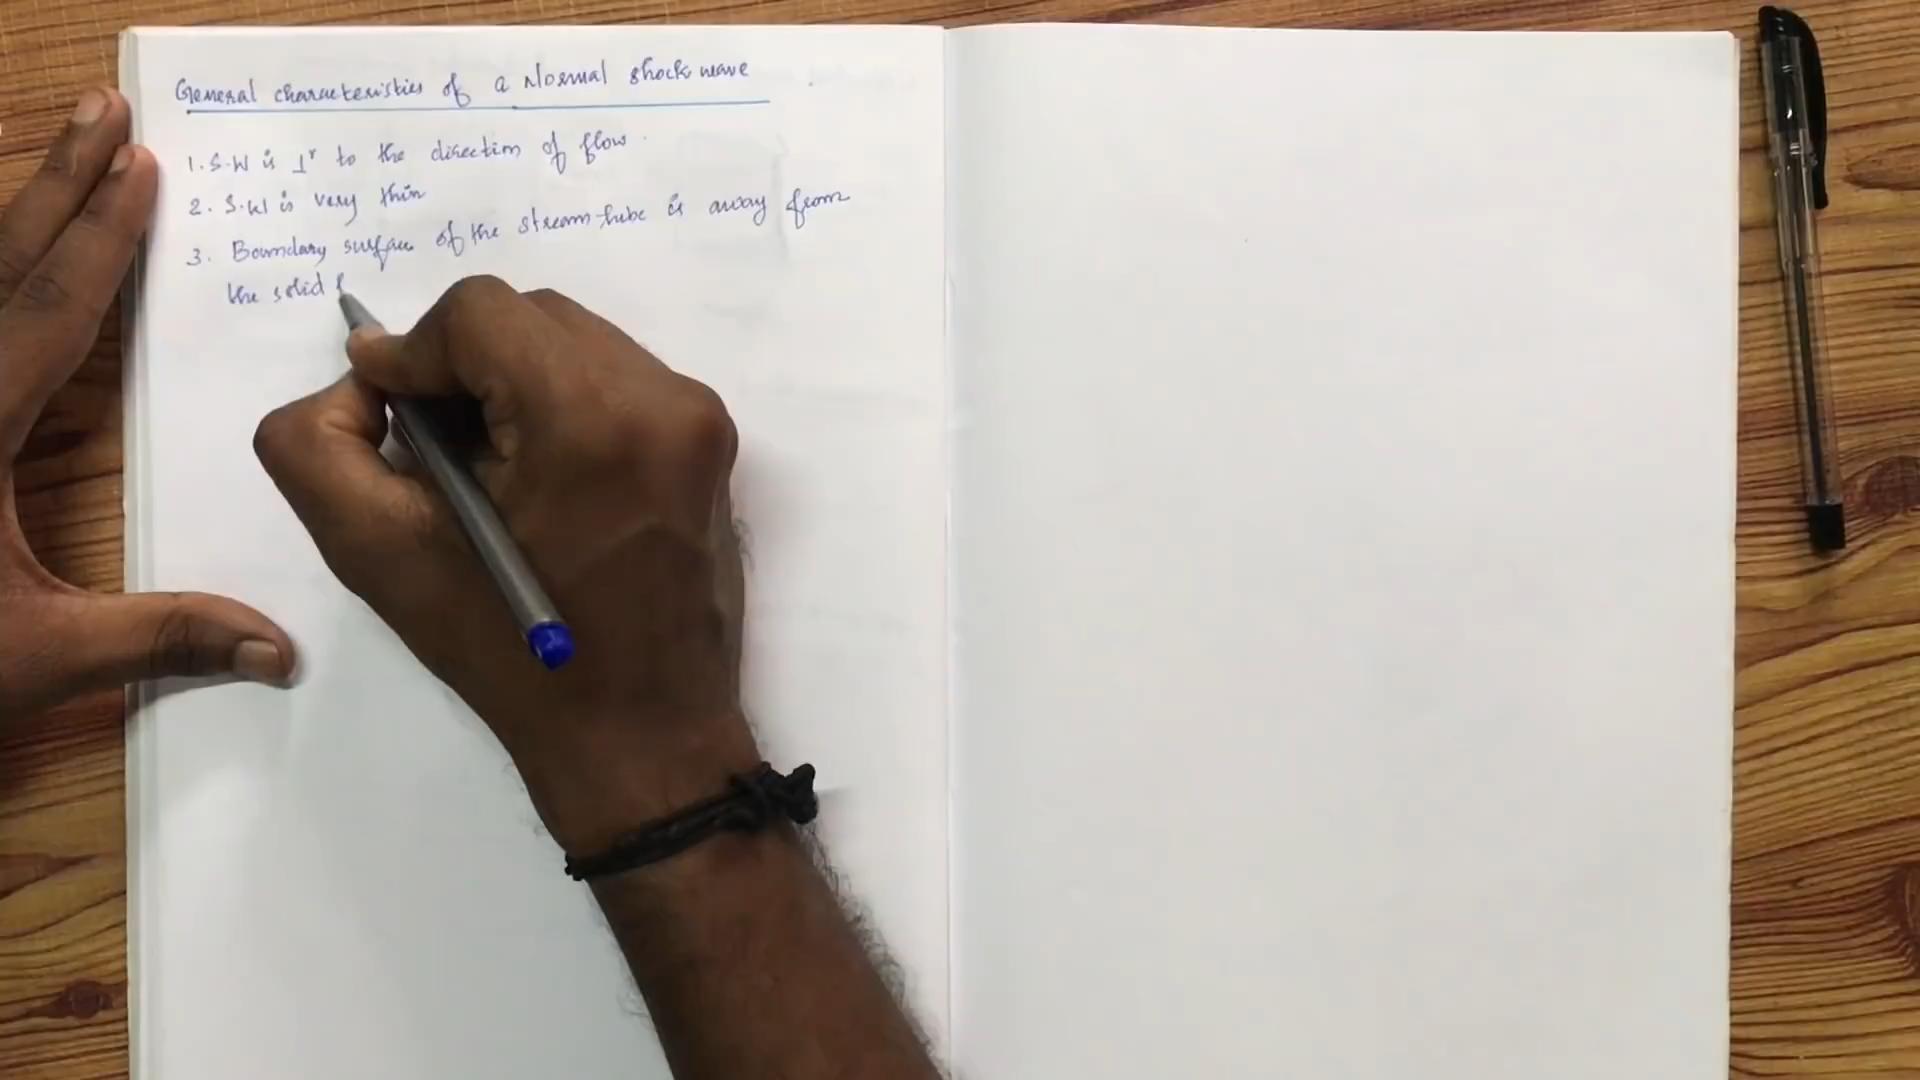 General characteristics of a Normal shock wave
1. S.W is ⊥r to the direction of flow.
2. S.W is very thin
3. Boundary surface of the stream tube is away from
the solid